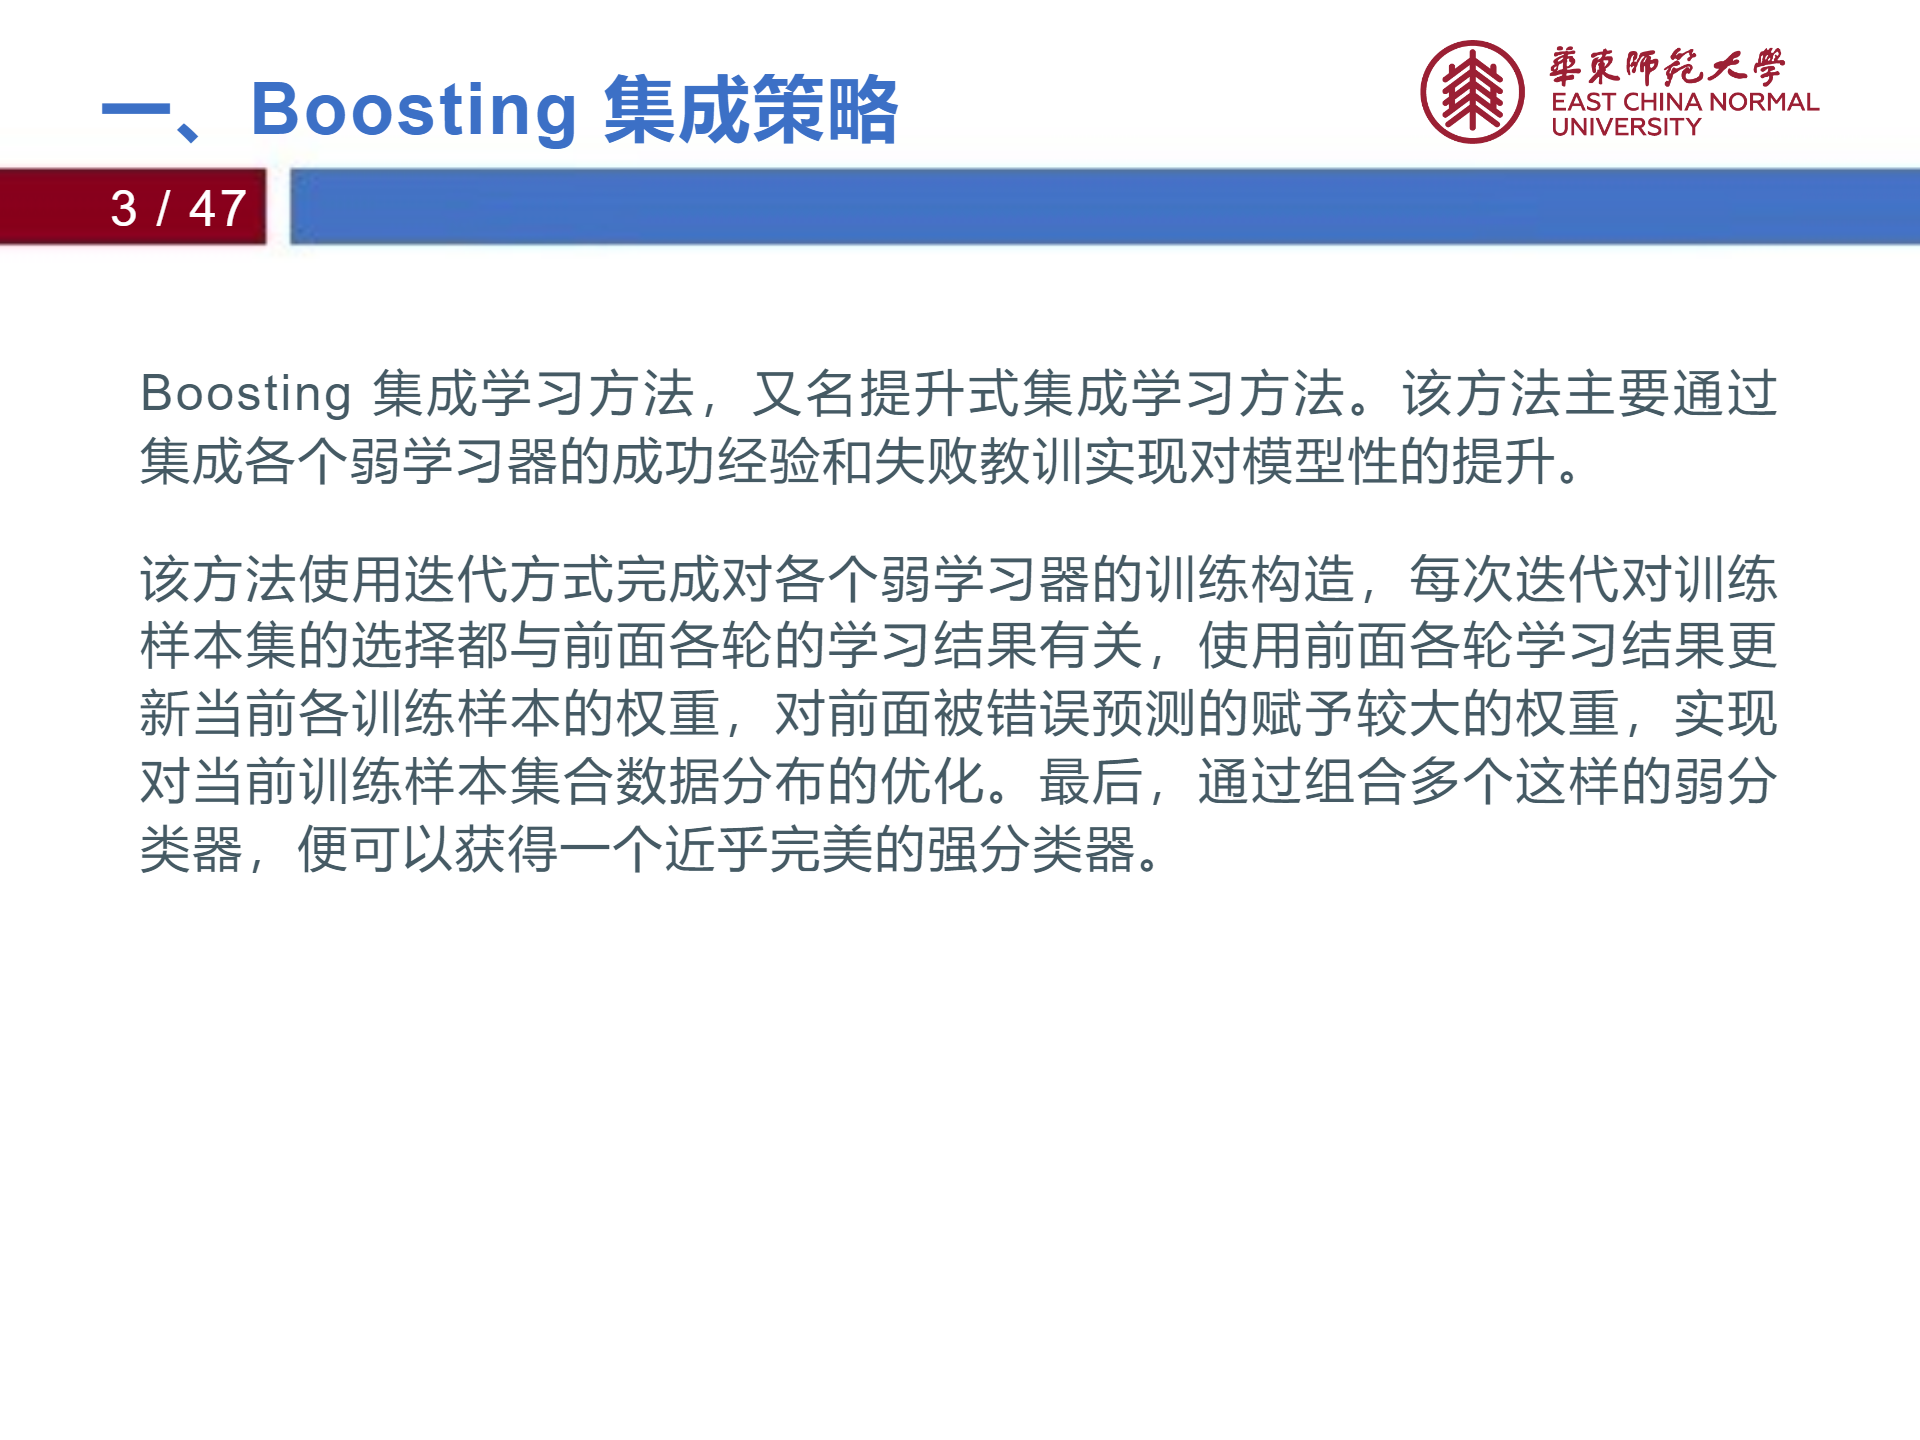 一、Boosting 集成策略
華東師範大學
EAST CHINA NORMAL
UNIVERSITY
3 / 47
Boosting 集成学习方法，又名提升式集成学习方法。该方法主要通过
集成各个弱学习器的成功经验和失败教训实现对模型性的提升。
该方法使用迭代方式完成对各个弱学习器的训练构造，每次迭代对训练
样本集的选择都与前面各轮的学习结果有关，使用前面各轮学习结果更
新当前各训练样本的权重，对前面被错误预测的赋予较大的权重，实现
对当前训练样本集合数据分布的优化。最后，通过组合多个这样的弱分
类器，便可以获得一个近乎完美的强分类器。